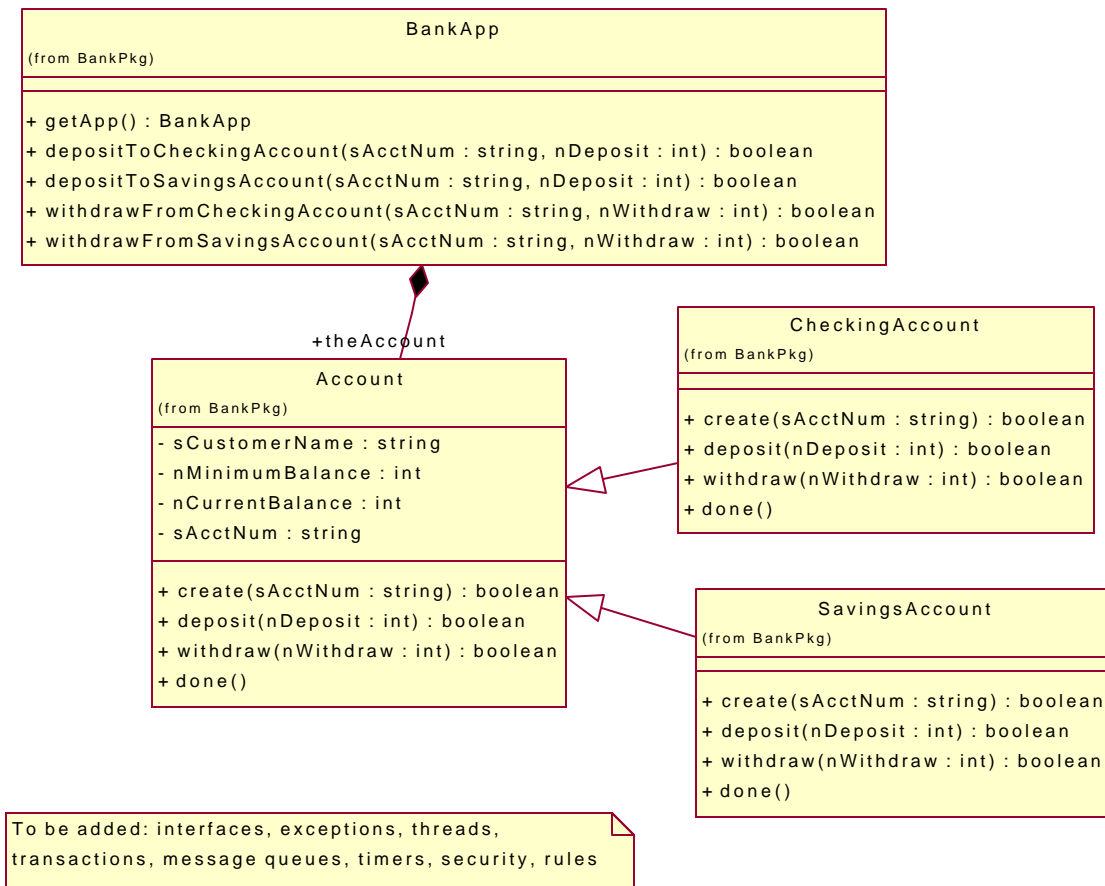 BankApp
(from BankPkg)
+ getApp() : BankApp
+ depositToCheckingAccount(sAcctNum : string, nDeposit : int) : boolean
+ depositToSavingsAccount(sAcctNum : string, nDeposit : int) : boolean
+ withdrawFromCheckingAccount(sAcctNum : string, nWithdraw : int) : boolean
+ withdrawFromSavingsAccount(sAcctNum : string, nWithdraw : int) : boolean
+theAccount
Account
(from BankPkg)
- sCustomerName : string
- nMinimumBalance : int
- nCurrentBalance : int
- sAcctNum : string
+ create(sAcctNum : string) : boolean
+ deposit(nDeposit : int) : boolean
+ withdraw(nWithdraw : int) : boolean
+ done()
CheckingAccount
(from BankPkg)
+ create(sAcctNum : string) : boolean
+ deposit(nDeposit : int) : boolean
+ withdraw(nWithdraw : int) : boolean
+ done()
SavingsAccount
(from BankPkg)
+ create(sAcctNum : string) : boolean
+ deposit(nDeposit : int) : boolean
+ withdraw(nWithdraw : int) : boolean
+ done()
To be added: interfaces, exceptions, threads,
transactions, message queues, timers, security, rules